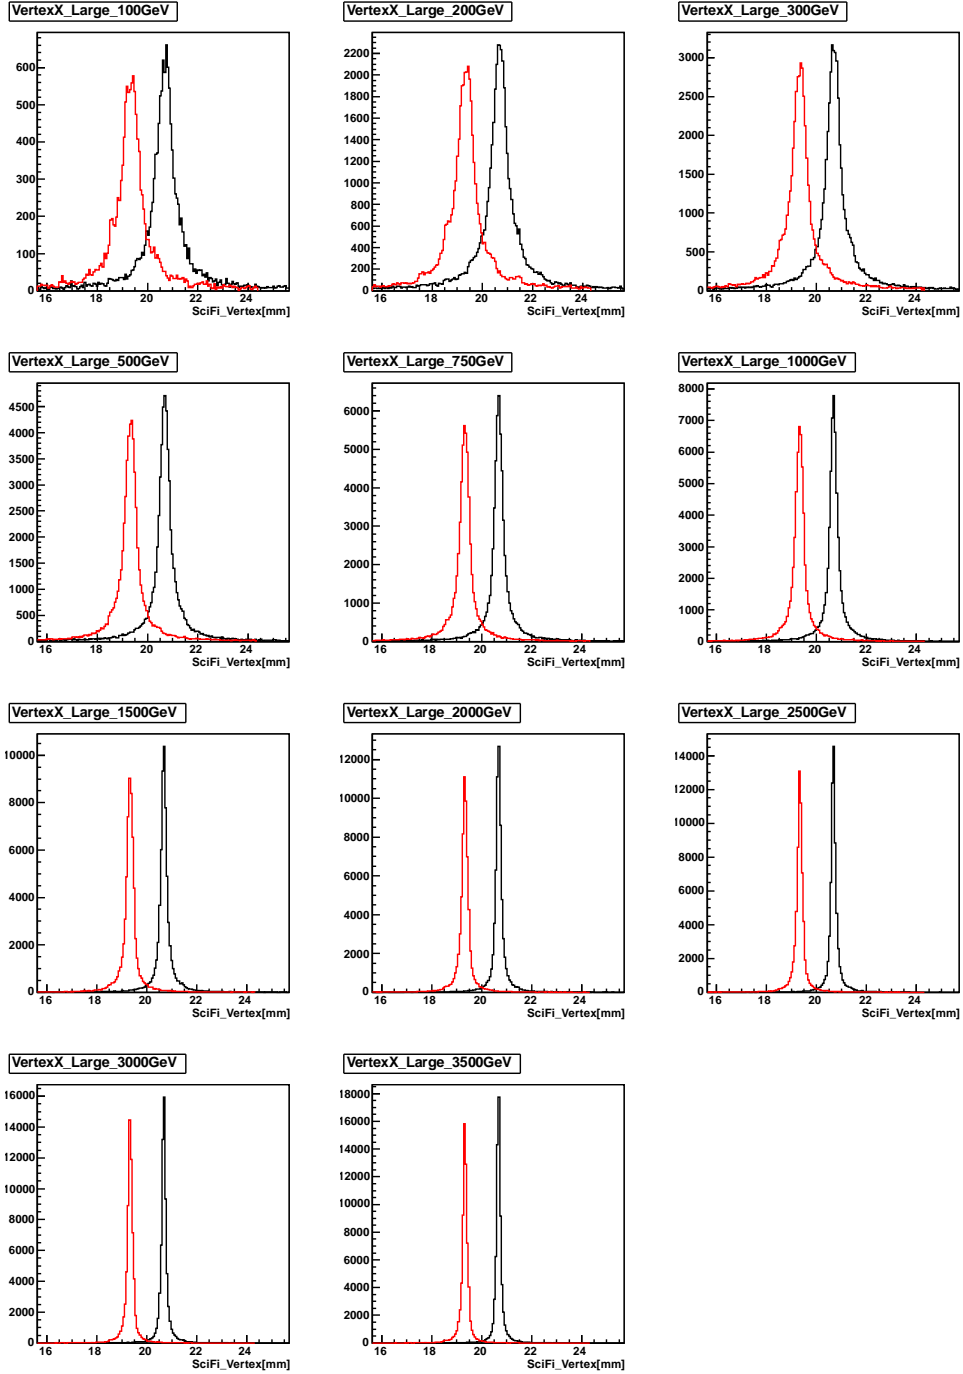 VertexX_Large_100GeV
600
500
400
300
200
100
0
16 18 20 22 24
SciFi_Vertex[mm]
VertexX_Large_200GeV
2200
2000
1800
1600
1400
1200
1000
800
600
400
200
0
16 18 20 22 24
SciFi_Vertex[mm]
VertexX_Large_300GeV
3000
2500
2000
1500
1000
500
0
16 18 20 22 24
SciFi_Vertex[mm]
VertexX_Large_500GeV
4500
4000
3500
3000
2500
2000
1500
1000
500
0
16 18 20 22 24
SciFi_Vertex[mm]
VertexX_Large_750GeV
6000
5000
4000
3000
2000
1000
0
16 18 20 22 24
SciFi_Vertex[mm]
VertexX_Large_1000GeV
8000
7000
6000
5000
4000
3000
2000
1000
0
16 18 20 22 24
SciFi_Vertex[mm]
VertexX_Large_1500GeV
10000
8000
6000
4000
2000
0
16 18 20 22 24
SciFi_Vertex[mm]
VertexX_Large_2000GeV
12000
10000
8000
6000
4000
2000
0
16 18 20 22 24
SciFi_Vertex[mm]
VertexX_Large_2500GeV
14000
12000
10000
8000
6000
4000
2000
0
16 18 20 22 24
SciFi_Vertex[mm]
VertexX_Large_3000GeV
16000
14000
12000
10000
8000
6000
4000
2000
0
16 18 20 22 24
SciFi_Vertex[mm]
VertexX_Large_3500GeV
18000
16000
14000
12000
10000
8000
6000
4000
2000
0
16 18 20 22 24
SciFi_Vertex[mm]